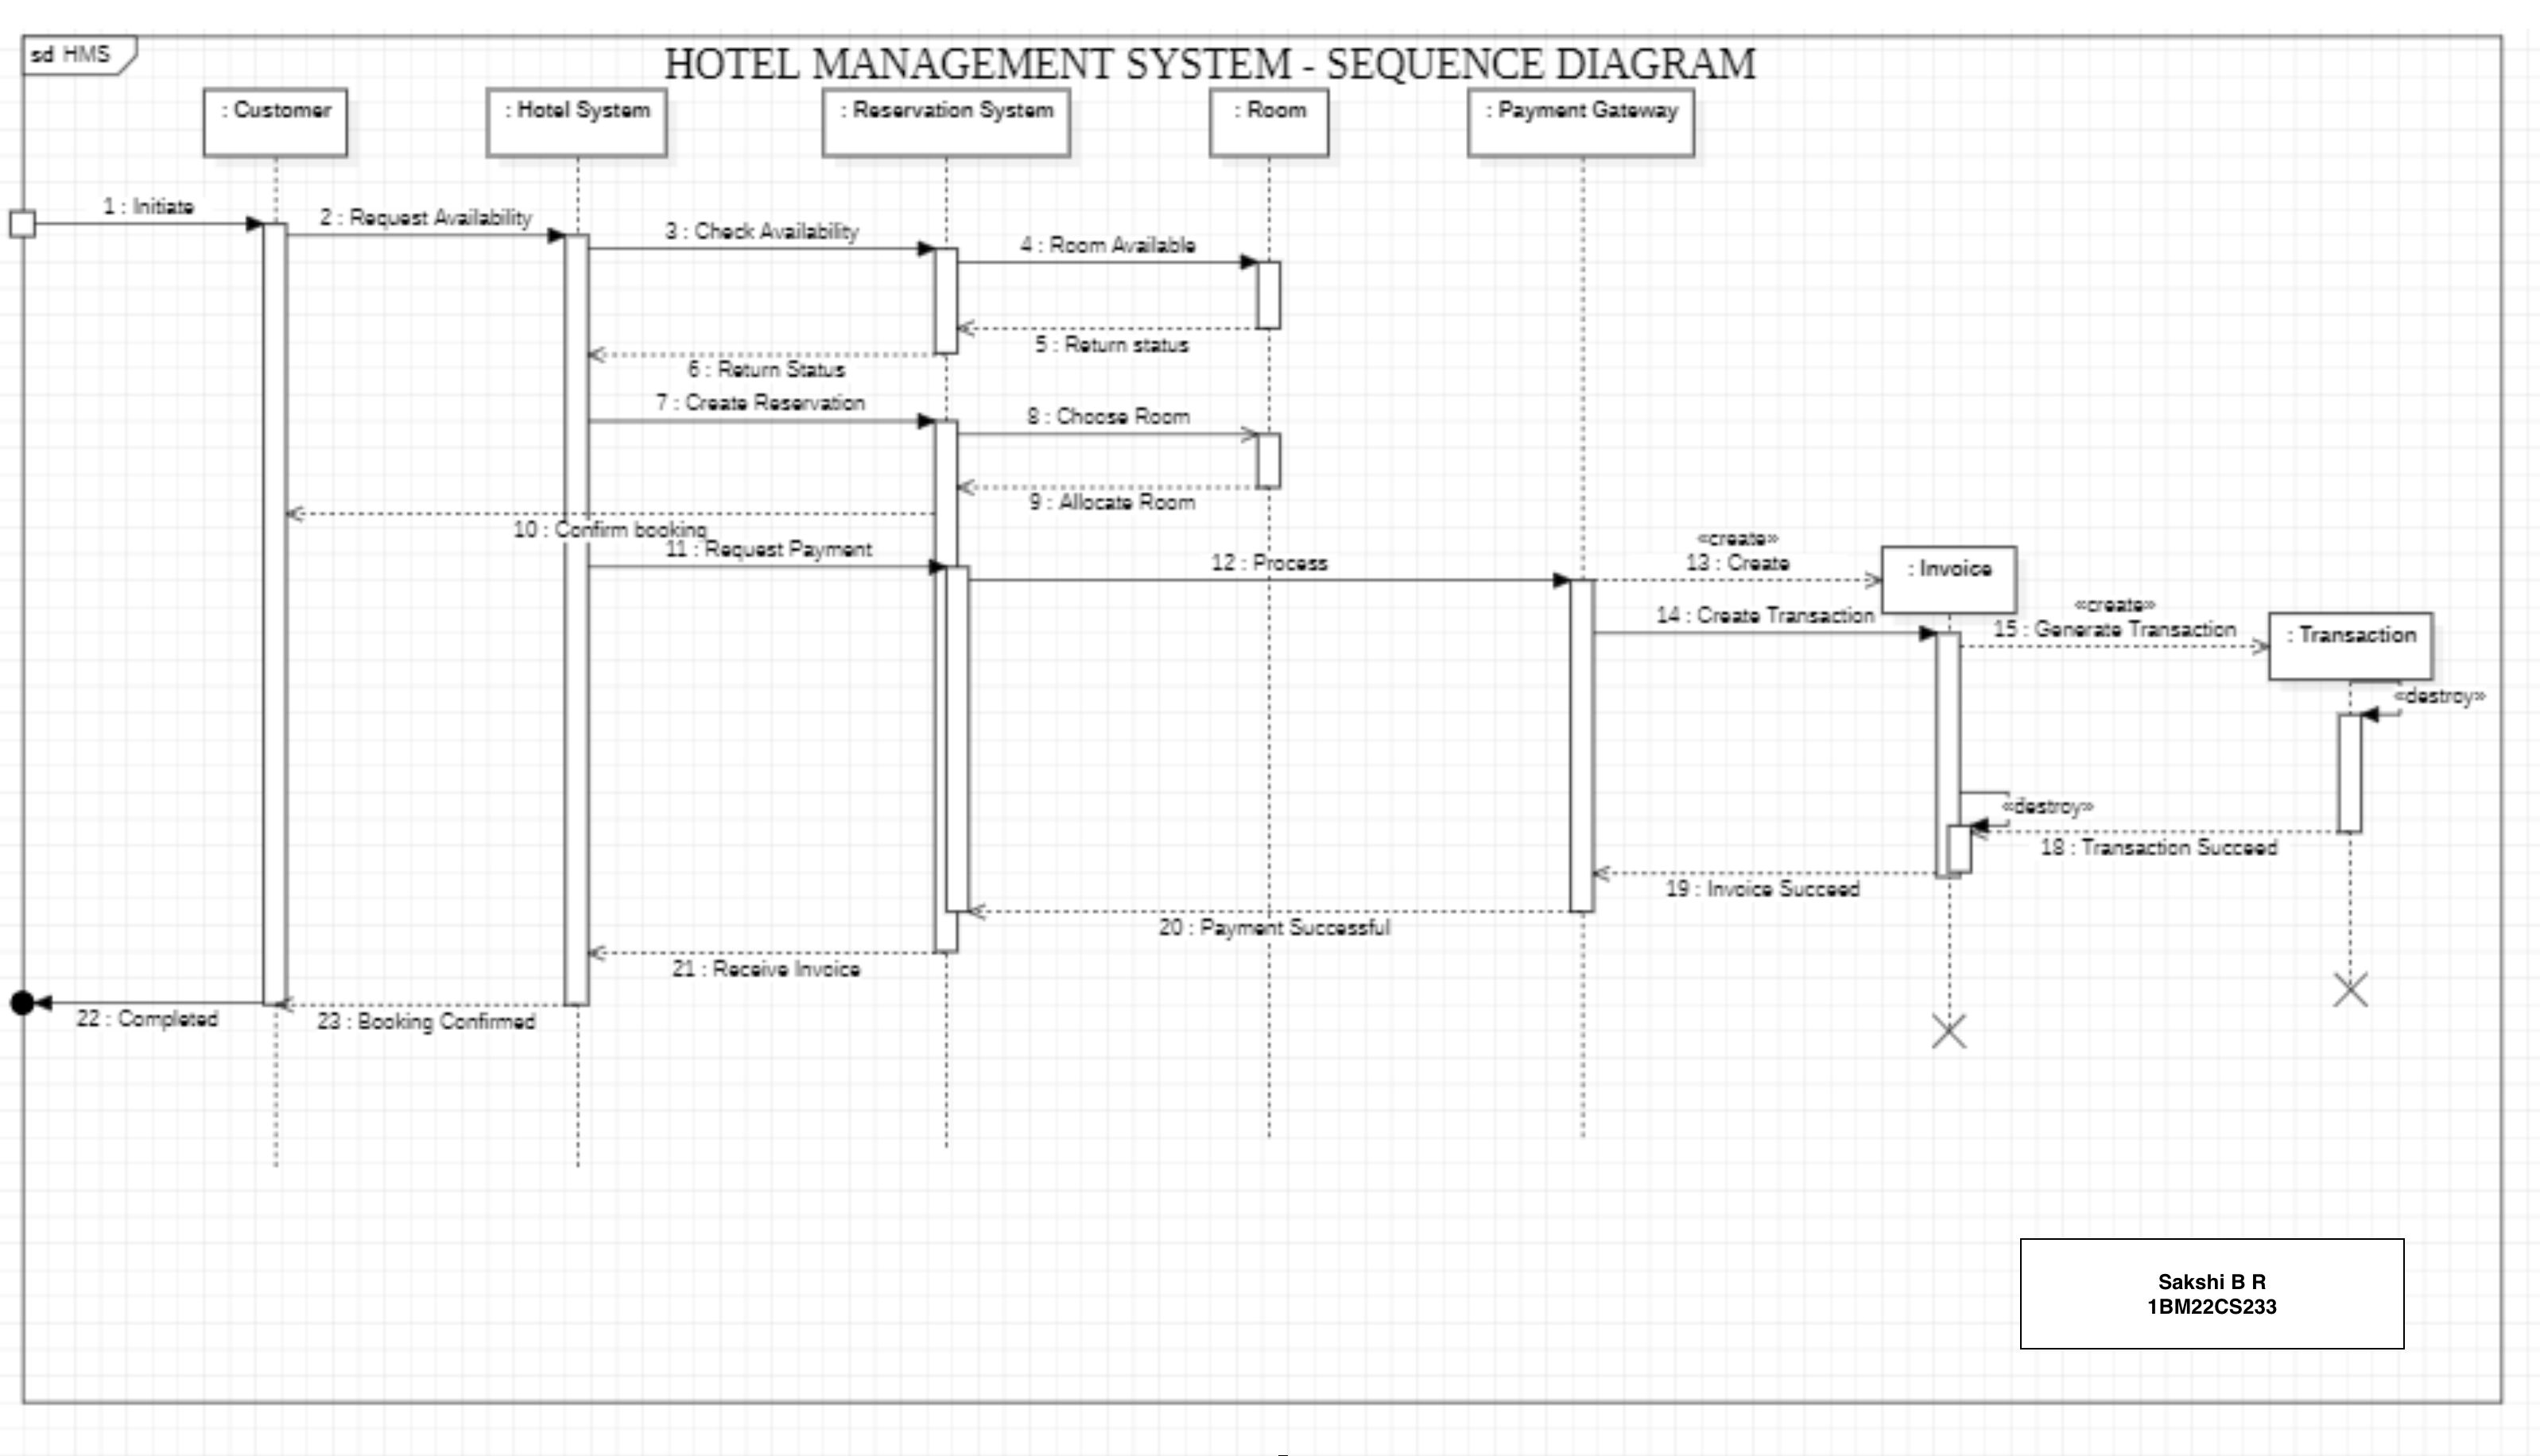 sd HMS
HOTEL MANAGEMENT SYSTEM - SEQUENCE DIAGRAM
: Customer
: Hotel System
: Reservation System
: Room
: Payment Gateway
1 : Initiate
2 : Request Availability
3 : Check Availability
4 : Room Available
5 : Return status
6 : Return Status
7 : Create Reservation
8 : Choose Room
9 : Allocate Room
10 : Confirm booking
11 : Request Payment
12 : Process
«create»
13 : Create
: Invoice
14 : Create Transaction
«create»
15 : Generate Transaction
: Transaction
«destroy»
«destroy»
18 : Transaction Succeed
19 : Invoice Succeed
20 : Payment Successful
21 : Receive Invoice
22 : Completed
23 : Booking Confirmed
Sakshi B R
1BM22CS233